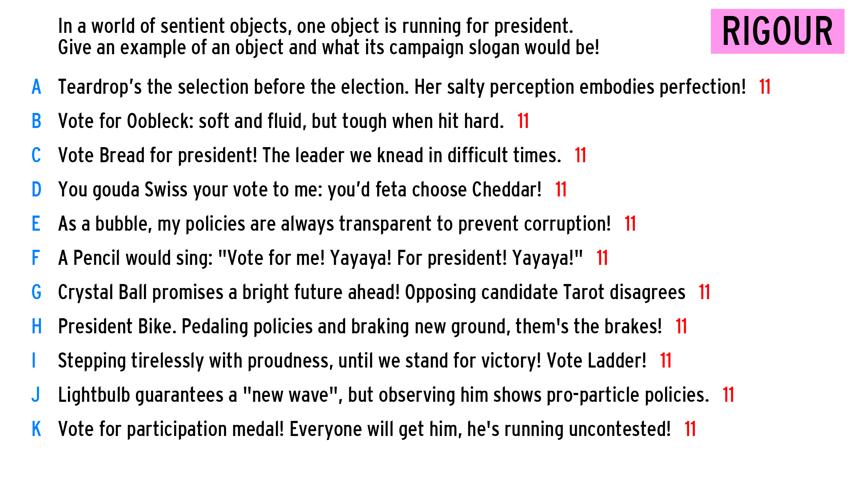 In a world of sentient objects, one object is running for president.
Give an example of an object and what its campaign slogan would be!
RIGOUR
A Teardrop's the selection before the election. Her salty perception embodies perfection! 11
B Vote for Oobleck: soft and fluid, but tough when hit hard. 11
C Vote Bread for president! The leader we knead in difficult times. 11
D You gouda Swiss your vote to me: you'd feta choose Cheddar! 11
E As a bubble, my policies are always transparent to prevent corruption! 11
F A Pencil would sing: "Vote for me! Yayaya! For president! Yayaya!" 11
G Crystal Ball promises a bright future ahead! Opposing candidate Tarot disagrees 11
H President Bike. Pedaling policies and braking new ground, them's the brakes! 11
I Stepping tirelessly with proudness, until we stand for victory! Vote Ladder! 11
J Lightbulb guarantees a "new wave", but observing him shows pro-particle policies. 11
K Vote for participation medal! Everyone will get him, he's running uncontested! 11